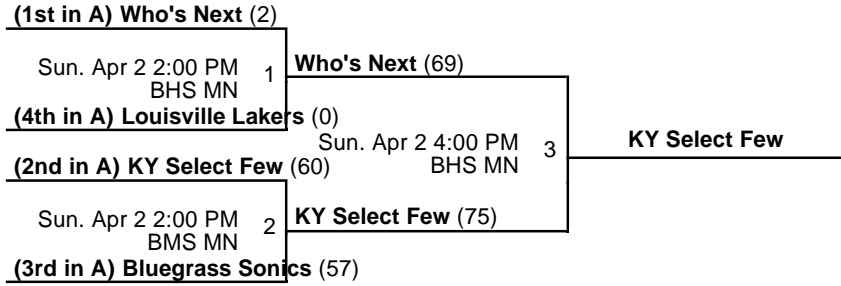 (1st in A) Who's Next (2)
Sun. Apr 2 2:00 PM
BHS MN
1
Who's Next (69)
(4th in A) Louisville Lakers (0)
Sun. Apr 2 4:00 PM
BHS MN
3
KY Select Few
(2nd in A) KY Select Few (60)
Sun. Apr 2 2:00 PM
BMS MN
2
KY Select Few (75)
(3rd in A) Bluegrass Sonics (57)